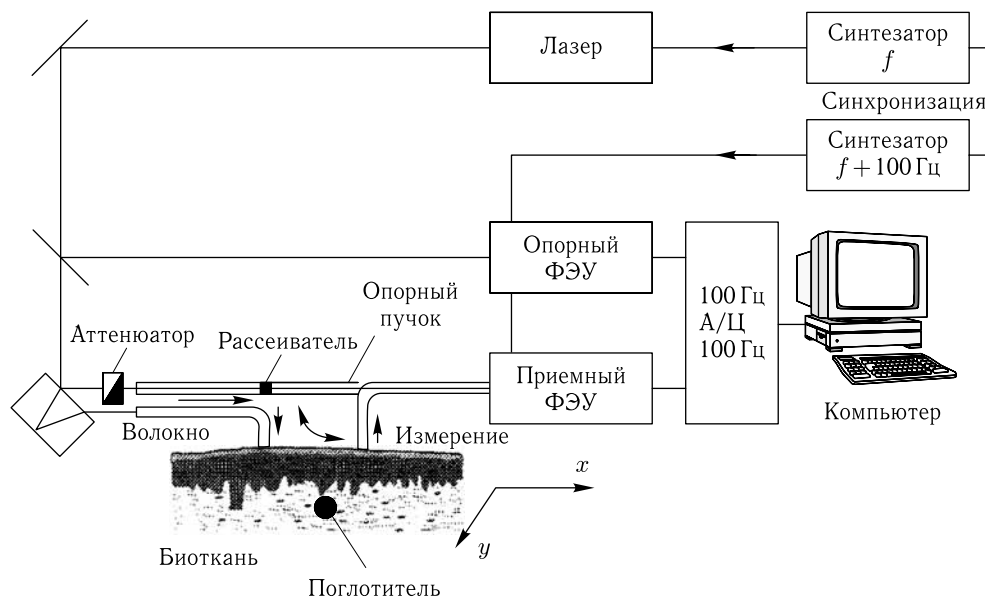 Лазер
Синтезатор
f
Синхронизация
Синтезатор
f + 100 Гц
Опорный
ФЭУ
100 Гц
А/Ц
100 Гц
Опорный
пучок
Аттенюатор
Рассеиватель
Приемный
ФЭУ
Компьютер
Волокно
Измерение
x
y
Биоткань
Поглотитель